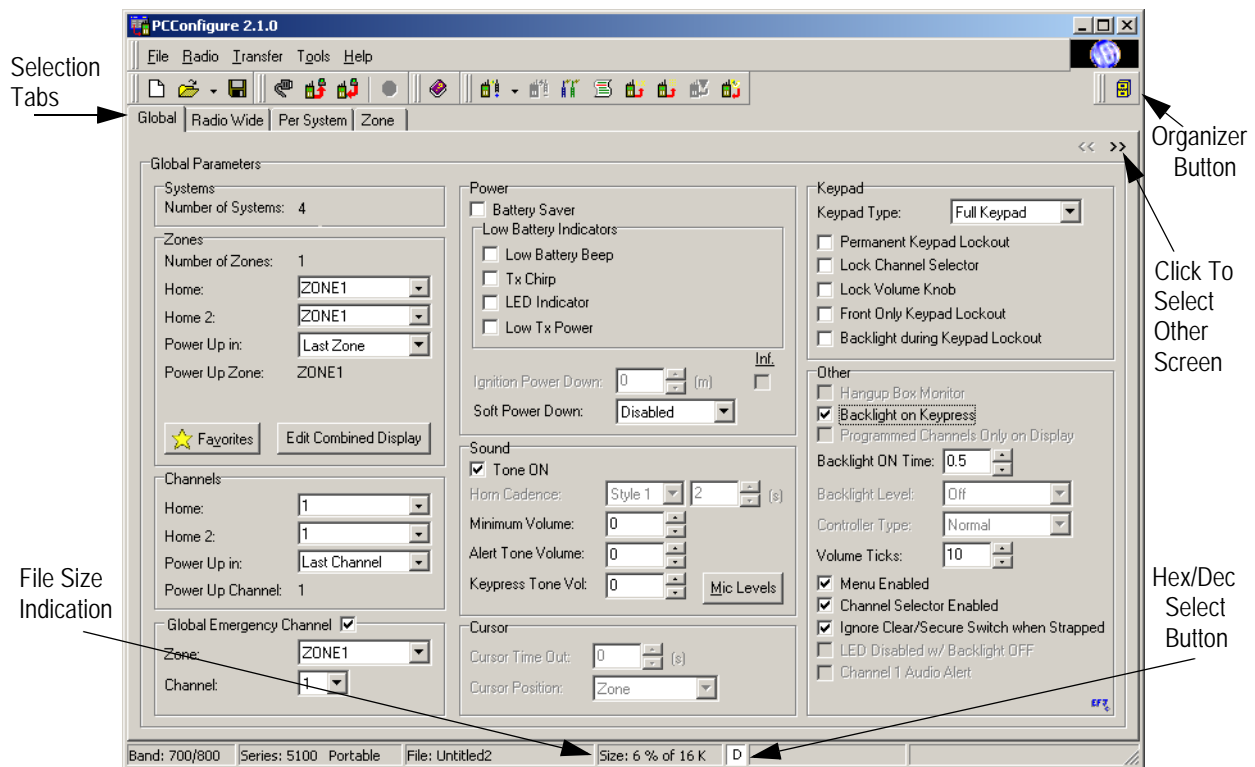 PCConfigure 2.1.0
File Radio Transfer Tools Help
Selection
Tabs
Organizer
Button
Global Radio Wide Per System Zone
<< >>
Click To
Select
Other
Screen
Global Parameters
Systems
Number of Systems: 4
Zones
Number of Zones: 1
Home: ZONE1
Home 2: ZONE1
Power Up in: Last Zone
Power Up Zone: ZONE1
Favorites Edit Combined Display
Channels
Home: 1
Home 2: 1
Power Up in: Last Channel
Power Up Channel: 1
Global Emergency Channel
Zone: ZONE1
Channel: 1
Power
Battery Saver
Low Battery Indicators
Low Battery Beep
Tx Chirp
LED Indicator
Low Tx Power
Inf.
Ignition Power Down: 0 (m)
Soft Power Down: Disabled
Sound
Tone ON
Horn Cadence: Style 1 2 (s)
Minimum Volume: 0
Alert Tone Volume: 0
Keypress Tone Vol: 0 Mic Levels
Cursor
Cursor Time Out: 0 (s)
Cursor Position: Zone
Keypad
Keypad Type: Full Keypad
Permanent Keypad Lockout
Lock Channel Selector
Lock Volume Knob
Front Only Keypad Lockout
Backlight during Keypad Lockout
Other
Hangup Box Monitor
Backlight on Keypress
Programmed Channels Only on Display
Backlight ON Time: 0.5
Backlight Level: Off
Controller Type: Normal
Volume Ticks: 10
Menu Enabled
Channel Selector Enabled
Ignore Clear/Secure Switch when Strapped
LED Disabled w/ Backlight OFF
Channel 1 Audio Alert
File Size
Indication
Hex/Dec
Select
Button
Band: 700/800 Series: 5100 Portable File: Untitled2 Size: 6 % of 16 K D